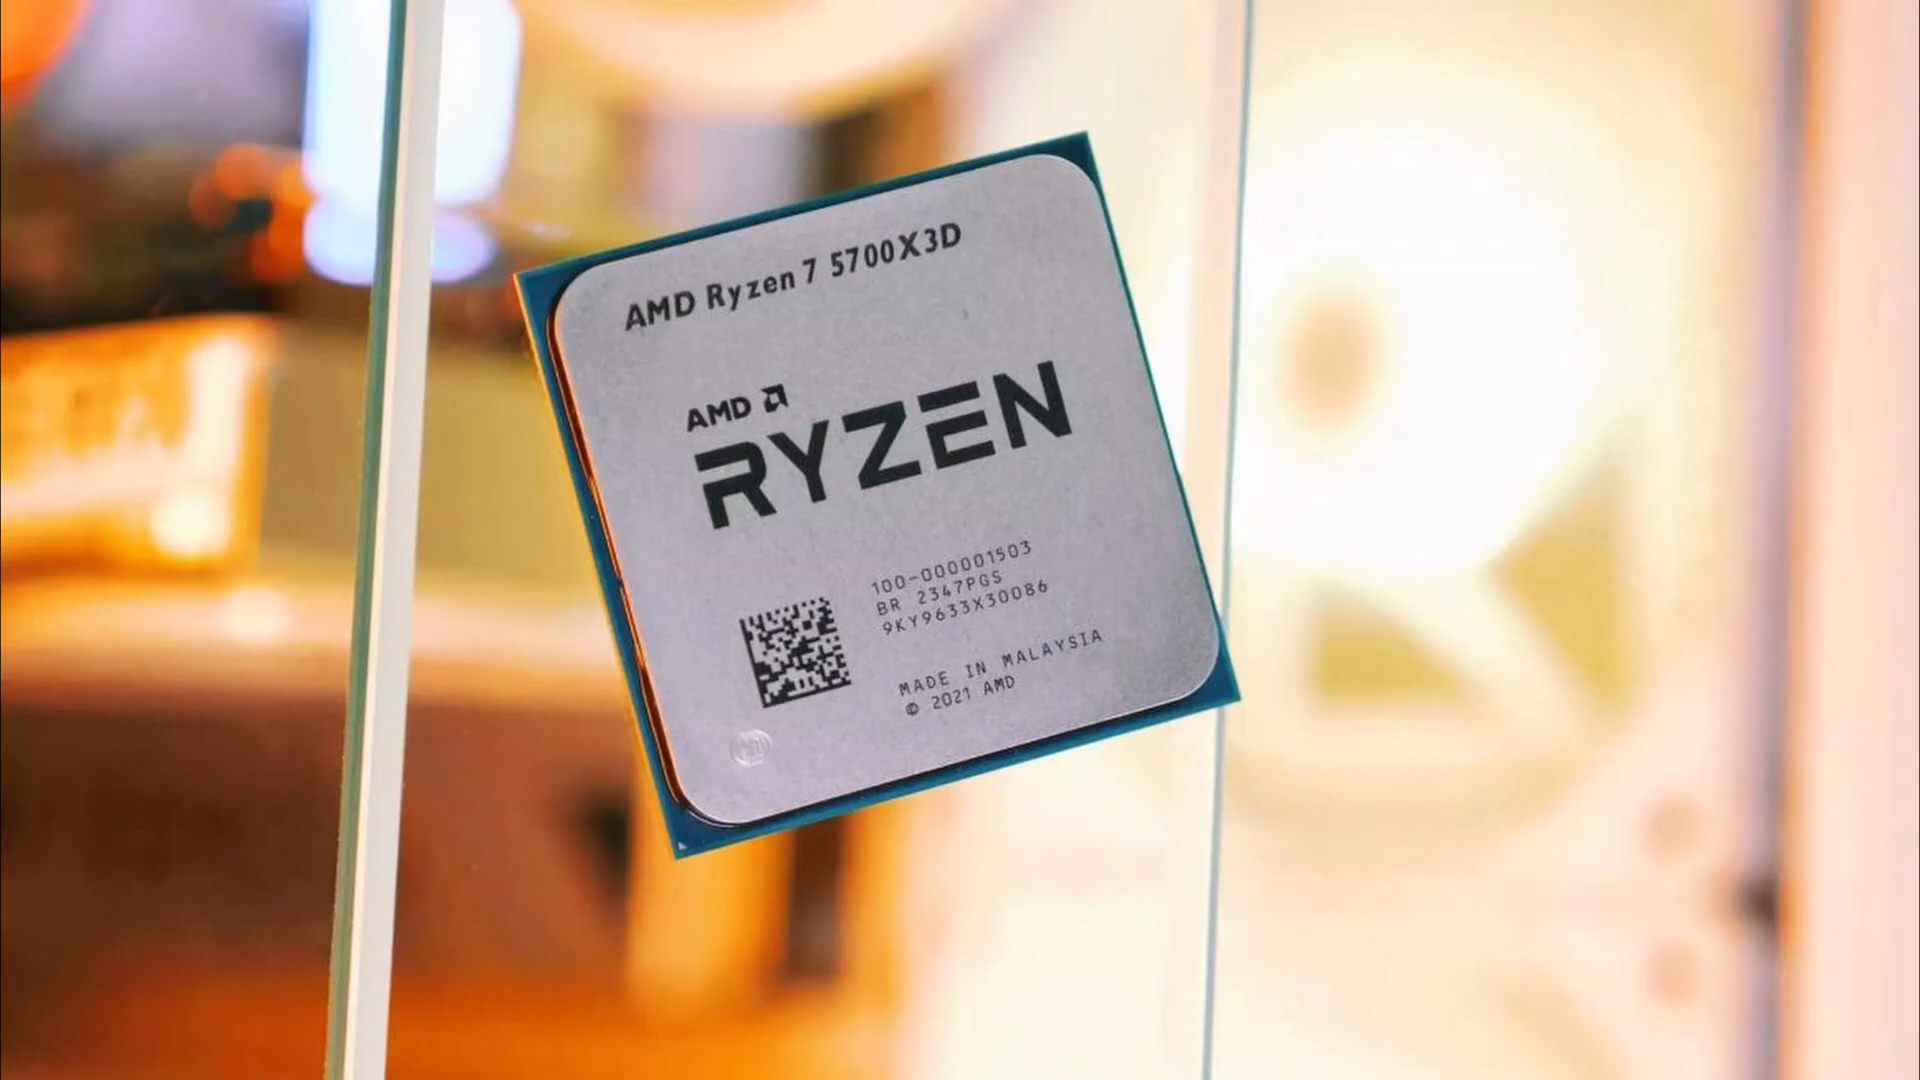 AMD Ryzen 7 5700X3D
AMD
RYZEN
100-000001503
BR 2347PGS
9KY9633X30086
MADE IN MALAYSIA
© 2021 AMD